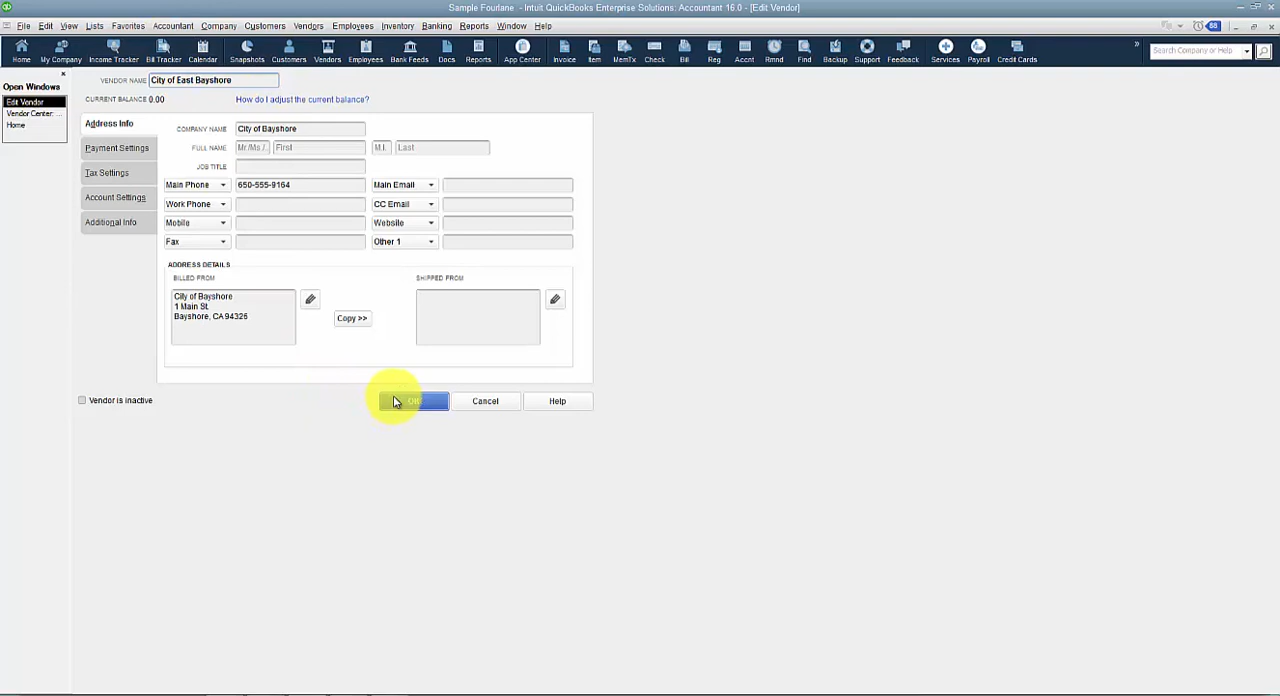 Sample Fourlane - Intuit QuickBooks Enterprise Solutions: Accountant 16.0 - [Edit Vendor]
File Edit View Lists Favorites Accountant Company Customers Vendors Employees Inventory Banking Reports Window Help 88
Home My Company Income Tracker Bill Tracker Calendar Snapshots Customers Vendors Employees Bank Feeds Docs Reports App Center Invoice Item MemTx Check Bill Reg Accnt Rmnd Find Backup Support Feedback Services Payroll Credit Cards » Search Company or Help
Open Windows
Edit Vendor
Vendor Center: ...
Home
VENDOR NAME City of East Bayshore
CURRENT BALANCE 0.00 How do I adjust the current balance?
Address Info
Payment Settings
Tax Settings
Account Settings
Additional Info
COMPANY NAME City of Bayshore
FULL NAME Mr./Ms./. First M.I. Last
JOB TITLE
Main Phone 650-555-9164 Main Email
Work Phone CC Email
Mobile Website
Fax Other 1
ADDRESS DETAILS
BILLED FROM SHIPPED FROM
City of Bayshore
1 Main St.
Bayshore, CA 94326
Copy >>
Vendor is inactive OK Cancel Help